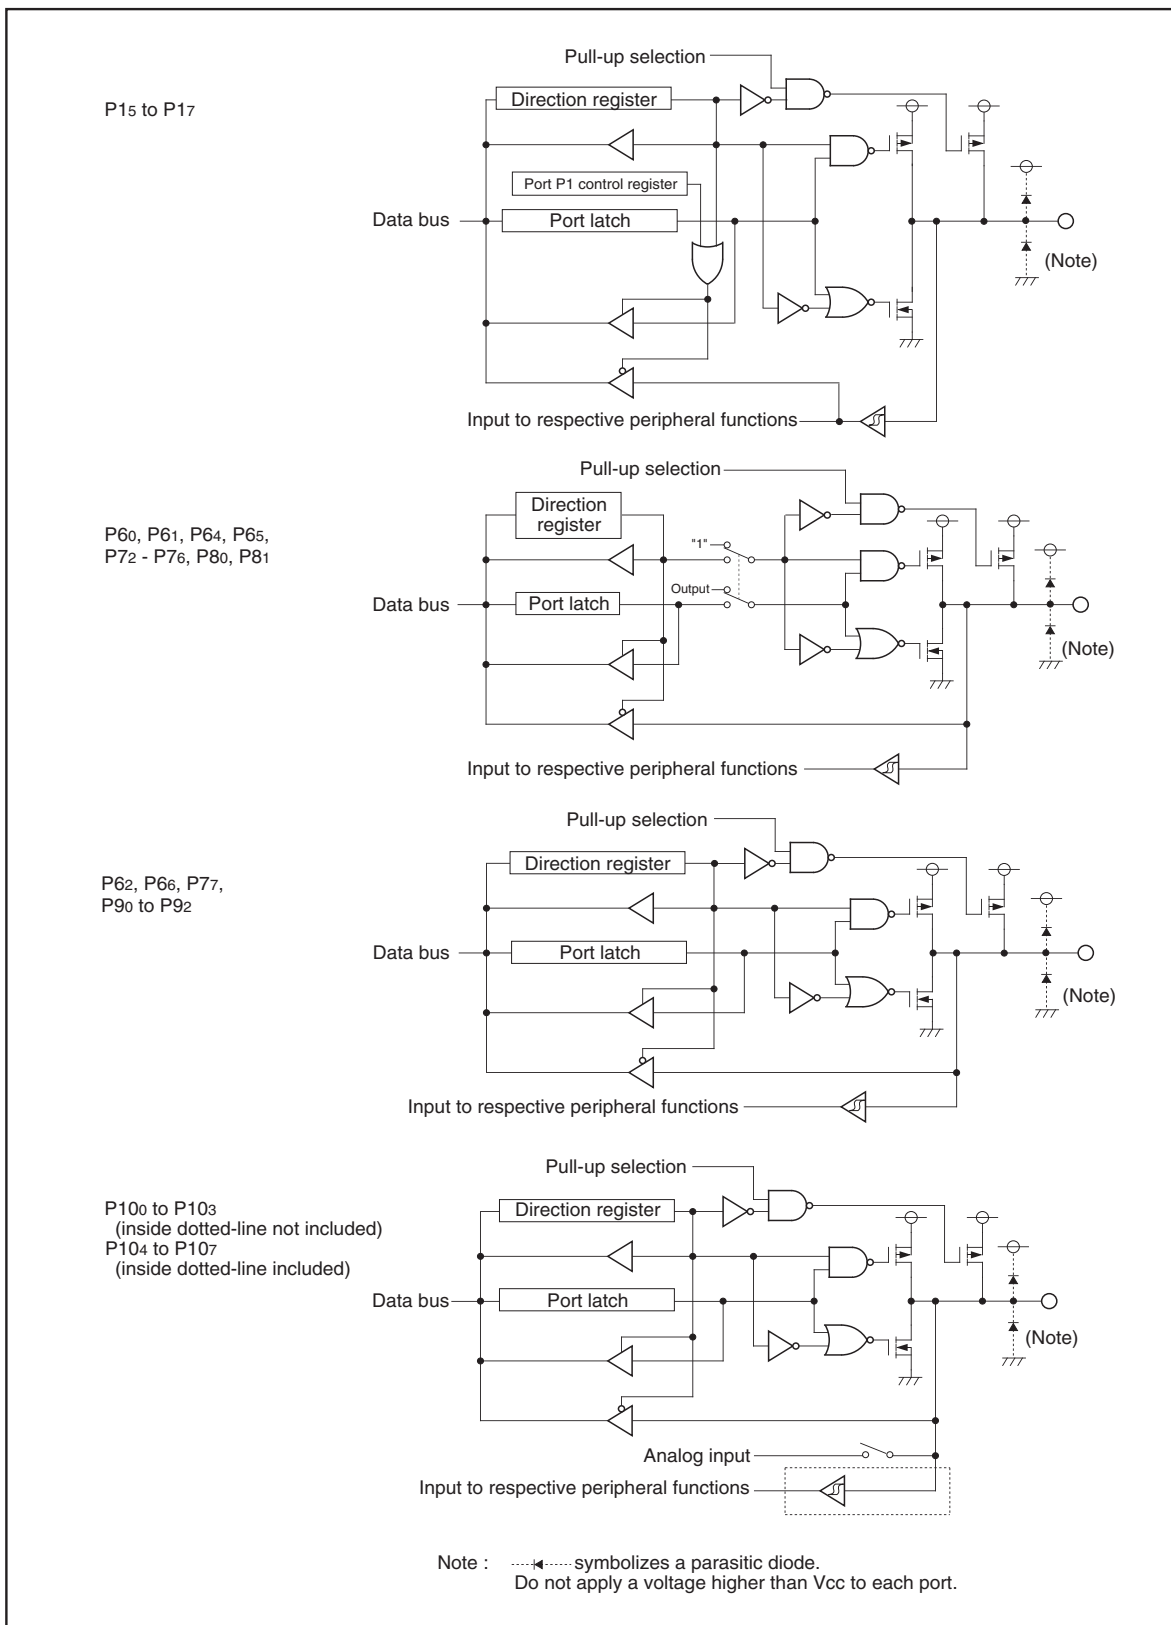 Pull-up selection
P15 to P17
Direction register
Port P1 control register
Data bus
Port latch
(Note)
Input to respective peripheral functions
Pull-up selection
P60, P61, P64, P65,
P72 - P76, P80, P81
Direction
register
"1"
Output
Data bus
Port latch
(Note)
Input to respective peripheral functions
Pull-up selection
P62, P66, P77,
P90 to P92
Direction register
Data bus
Port latch
(Note)
Input to respective peripheral functions
Pull-up selection
P100 to P103
(inside dotted-line not included)
P104 to P107
(inside dotted-line included)
Direction register
Data bus
Port latch
(Note)
Analog input
Input to respective peripheral functions
Note : symbolizes a parasitic diode.
Do not apply a voltage higher than Vcc to each port.